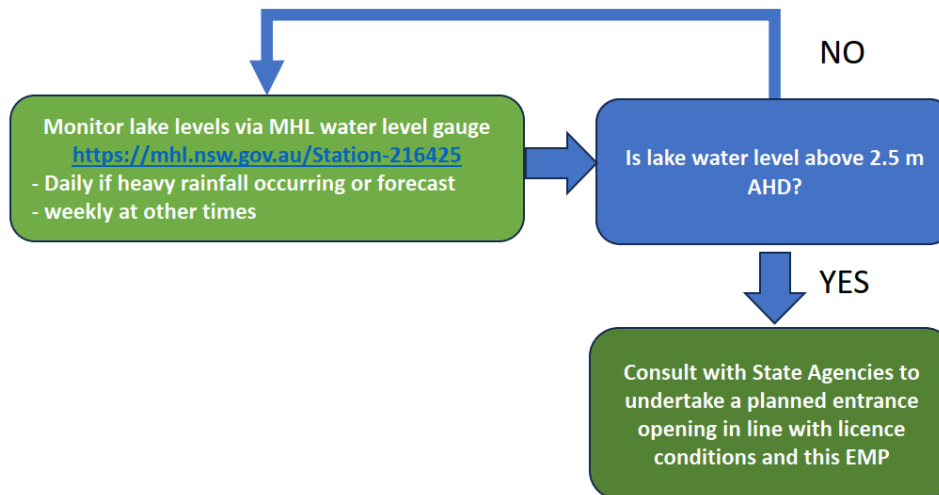 NO
Monitor lake levels via MHL water level gauge
https://mhl.nsw.gov.au/Station-216425
- Daily if heavy rainfall occurring or forecast
- weekly at other times
Is lake water level above 2.5 m
AHD?
YES
Consult with State Agencies to
undertake a planned entrance
opening in line with licence
conditions and this EMP